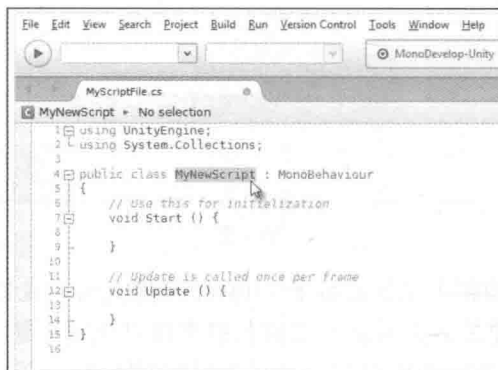 File Edit View Search Project Build Run Version Control Tools Window Help
MonoDevelop-Unity
MyScriptFile.cs
MyNewScript ▸ No selection
1 using UnityEngine;
2 using System.Collections;
3
4 public class MyNewScript : MonoBehaviour
5 {
6 // Use this for initialization
7 void Start () {
8
9 }
10
11 // Update is called once per frame
12 void Update () {
13
14 }
15 }
16